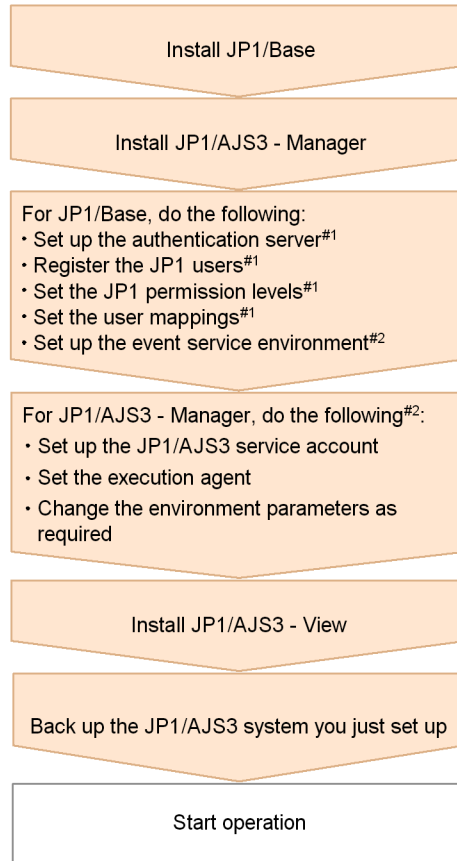 Install JP1/Base
Install JP1/AJS3 - Manager
For JP1/Base, do the following:
・Set up the authentication server#1
・Register the JP1 users#1
・Set the JP1 permission levels#1
・Set the user mappings#1
・Set up the event service environment#2
For JP1/AJS3 - Manager, do the following#2:
・Set up the JP1/AJS3 service account
・Set the execution agent
・Change the environment parameters as
required
Install JP1/AJS3 - View
Back up the JP1/AJS3 system you just set up
Start operation